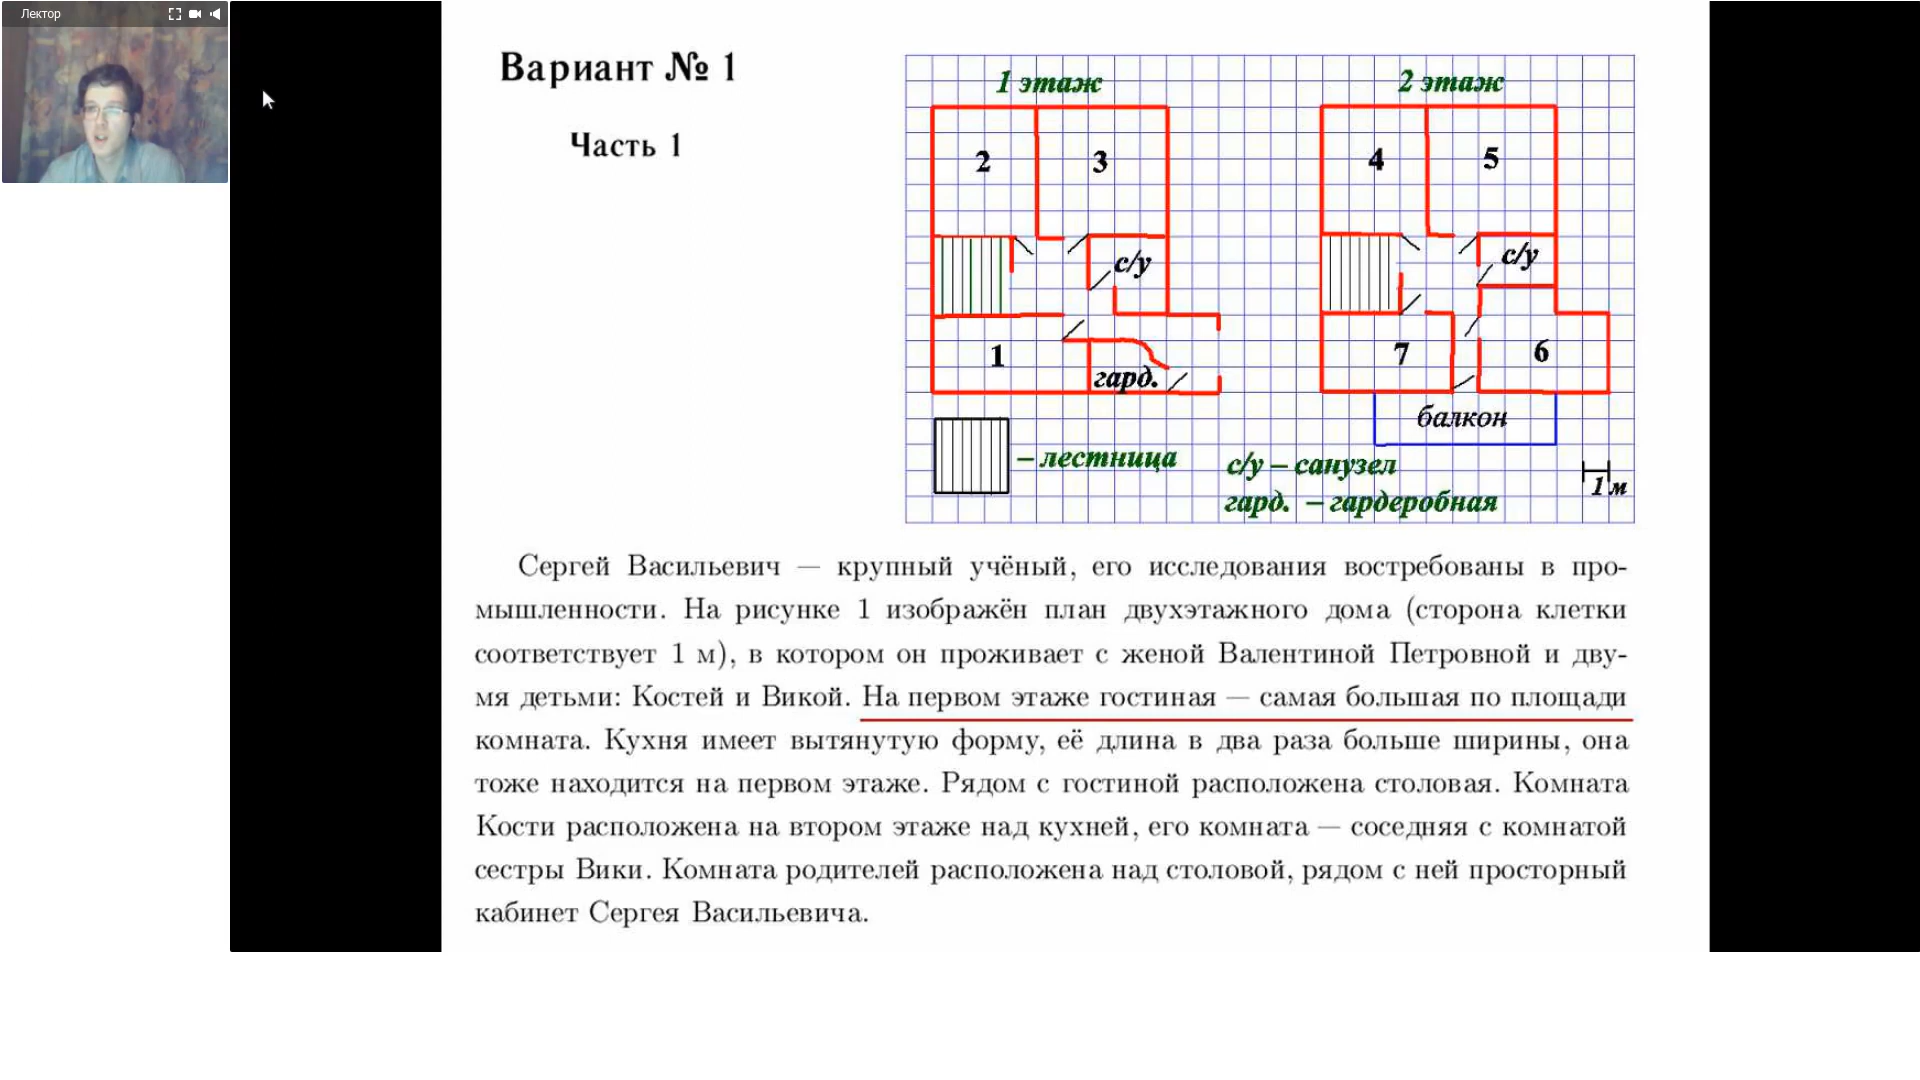 Лектор
Вариант № 1
Часть 1
1 этаж
2 этаж
2
3
4
5
с/у
с/у
1
гард.
7
6
балкон
– лестница
с/у – санузел
гард. – гардеробная
1 м
Сергей Васильевич — крупный учёный, его исследования востребованы в про-
мышленности. На рисунке 1 изображён план двухэтажного дома (сторона клетки
соответствует 1 м), в котором он проживает с женой Валентиной Петровной и дву-
мя детьми: Костей и Викой. На первом этаже гостиная — самая большая по площади
комната. Кухня имеет вытянутую форму, её длина в два раза больше ширины, она
тоже находится на первом этаже. Рядом с гостиной расположена столовая. Комната
Кости расположена на втором этаже над кухней, его комната — соседняя с комнатой
сестры Вики. Комната родителей расположена над столовой, рядом с ней просторный
кабинет Сергея Васильевича.